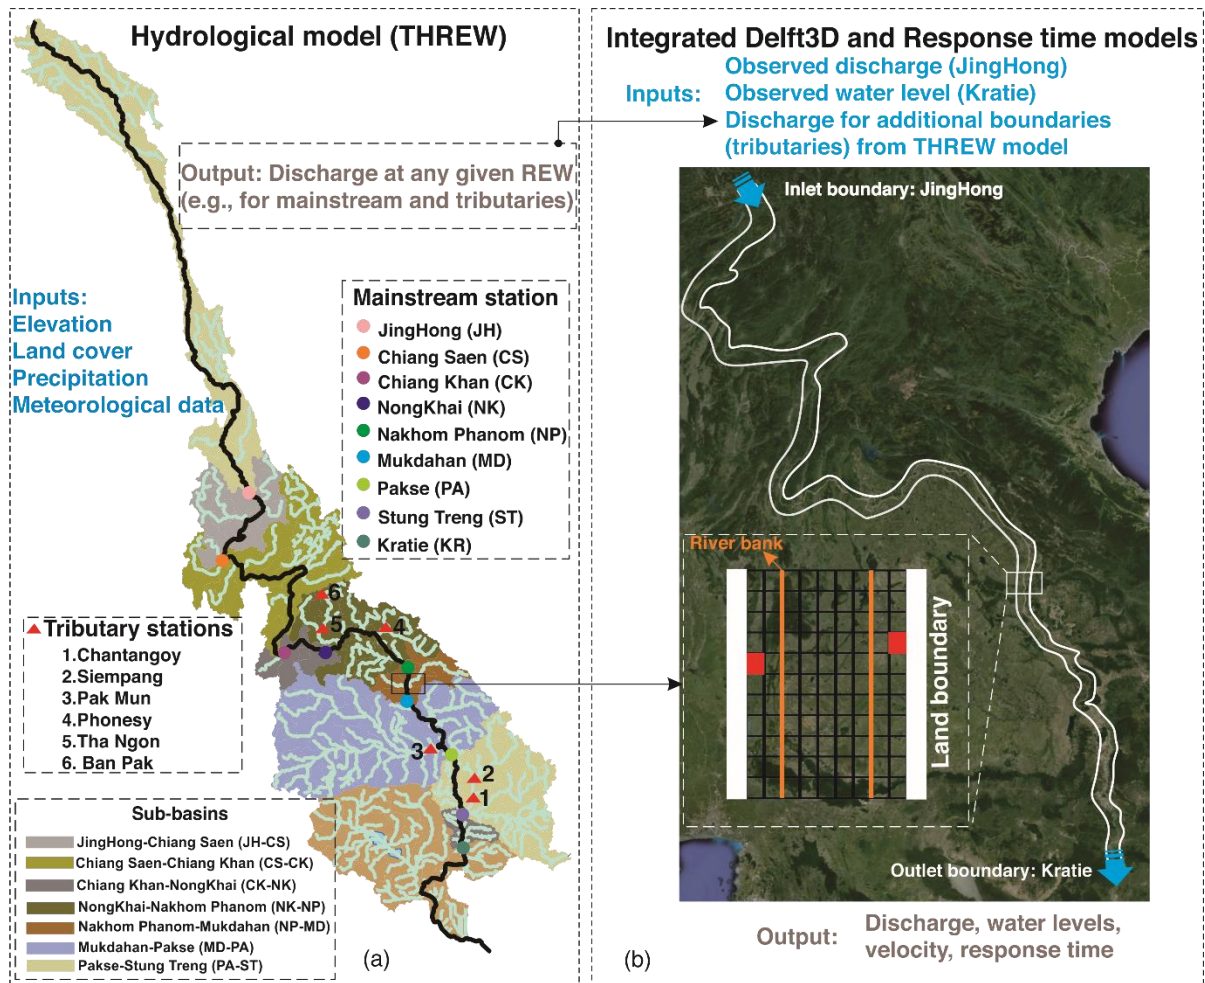 Hydrological model (THREW)
Output: Discharge at any given REW
(e.g., for mainstream and tributaries)
Inputs:
Elevation
Land cover
Precipitation
Meteorological data
Mainstream station
JingHong (JH)
Chiang Saen (CS)
Chiang Khan (CK)
NongKhai (NK)
Nakhom Phanom (NP)
Mukdahan (MD)
Pakse (PA)
Stung Treng (ST)
Kratie (KR)
6
5
4
3
2
1
Tributary stations
1.Chantangoy
2.Siempang
3.Pak Mun
4.Phonesy
5.Tha Ngon
6. Ban Pak
Sub-basins
JingHong-Chiang Saen (JH-CS)
Chiang Saen-Chiang Khan (CS-CK)
Chiang Khan-NongKhai (CK-NK)
NongKhai-Nakhom Phanom (NK-NP)
Nakhom Phanom-Mukdahan (NP-MD)
Mukdahan-Pakse (MD-PA)
Pakse-Stung Treng (PA-ST)
(a)
Integrated Delft3D and Response time models
Inputs:
Observed discharge (JingHong)
Observed water level (Kratie)
Discharge for additional boundaries
(tributaries) from THREW model
Inlet boundary: JingHong
River bank
Land boundary
Outlet boundary: Kratie
Output:
Discharge, water levels,
velocity, response time
(b)